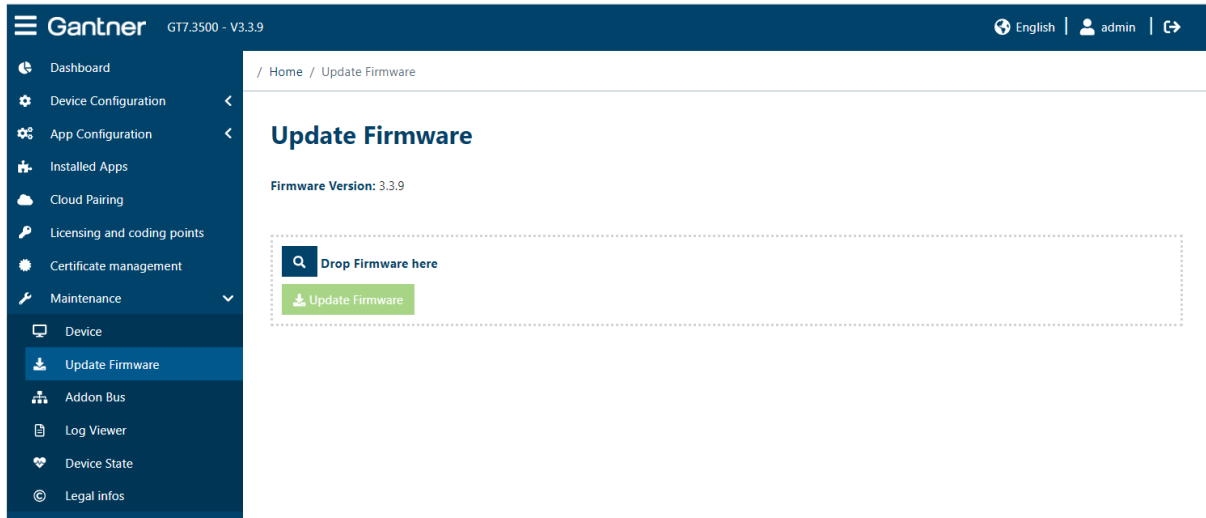 Gantner GT7.3500 - V3.3.9 English admin
Dashboard
Device Configuration
App Configuration
Installed Apps
Cloud Pairing
Licensing and coding points
Certificate management
Maintenance
Device
Update Firmware
Addon Bus
Log Viewer
Device State
Legal infos
/ Home / Update Firmware
Update Firmware
Firmware Version: 3.3.9
Drop Firmware here
Update Firmware